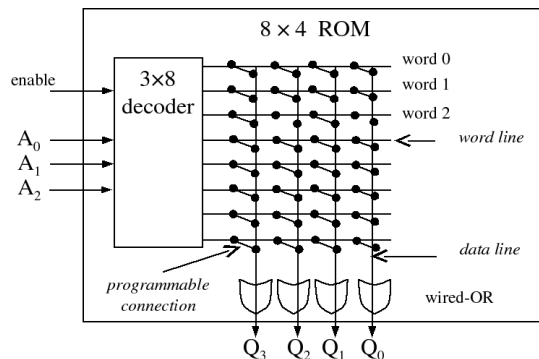 8 × 4 ROM
word 0
3×8
decoder
enable
word 1
word 2
A0
word line
A1
A2
data line
programmable
connection
wired-OR
Q3 Q2 Q1 Q0